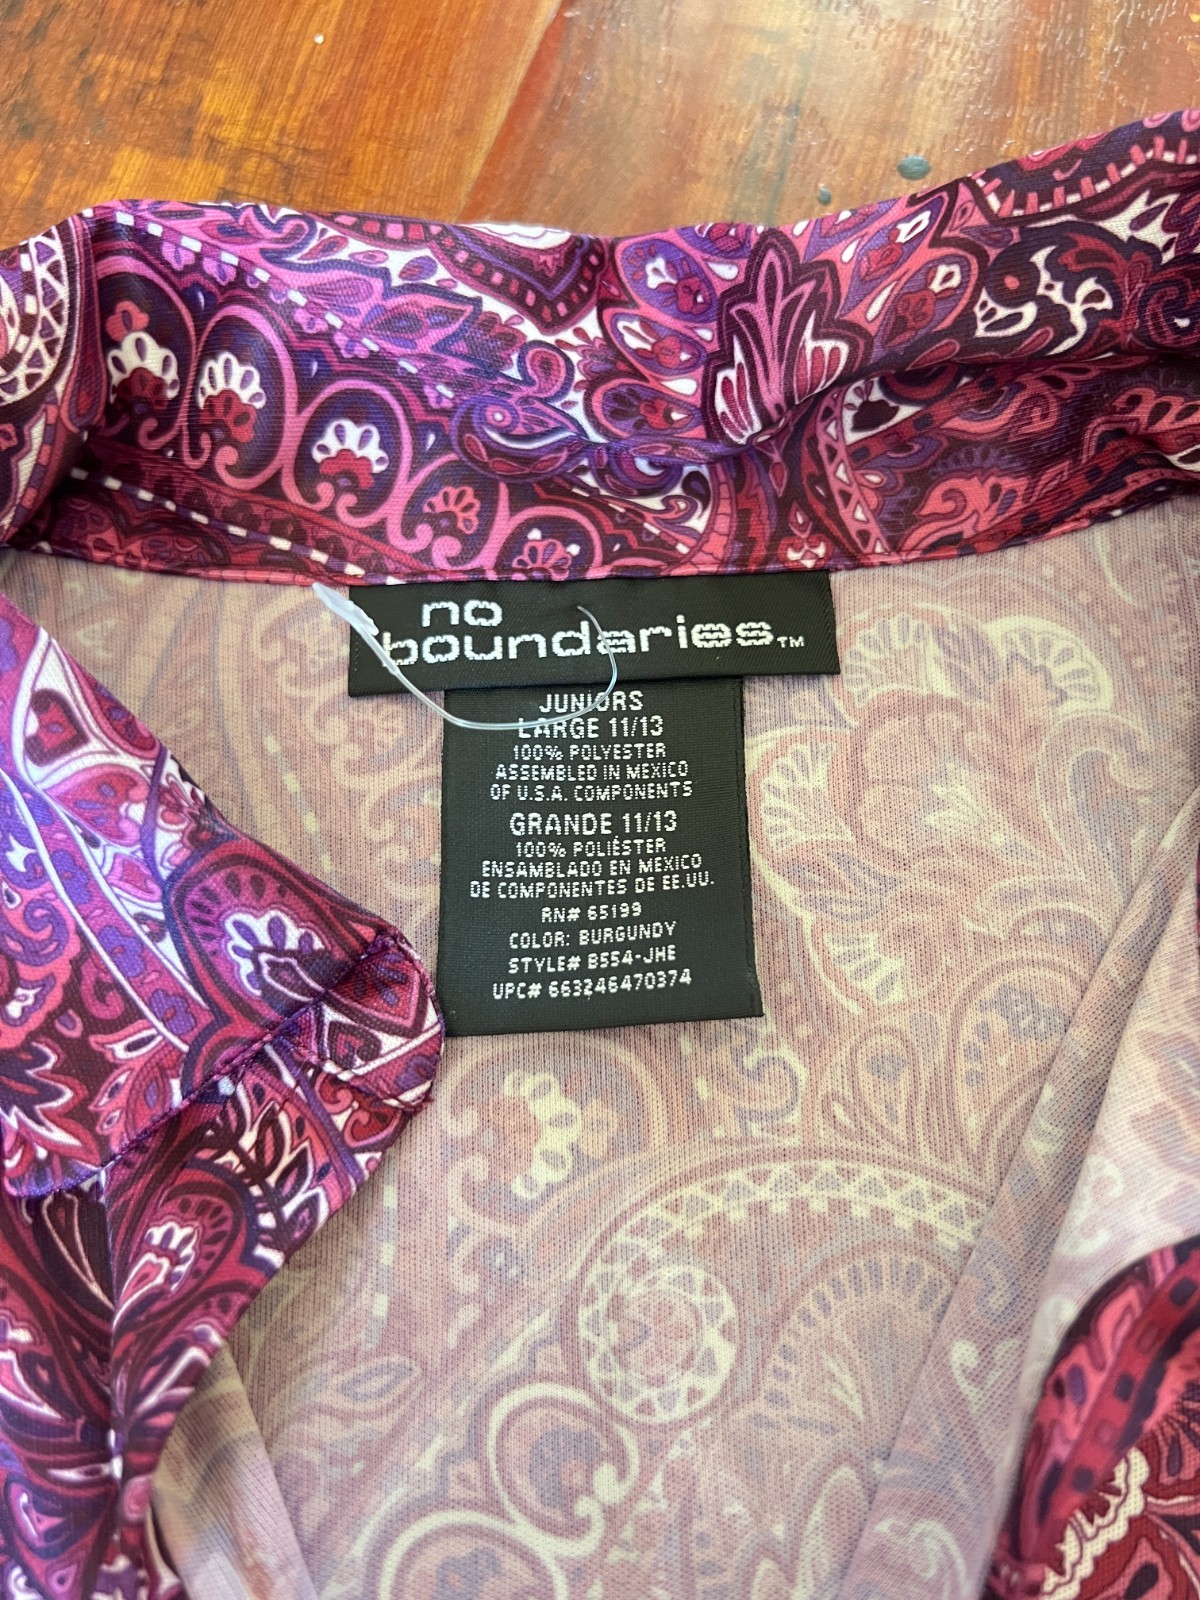 no
boundaries™
JUNIORS
LARGE 11/13
100% POLYESTER
ASSEMBLED IN MEXICO
OF U.S.A. COMPONENTS
GRANDE 11/13
100% POLIÉSTER
ENSAMBLADO EN MEXICO
DE COMPONENTES DE EE.UU.
RN# 65199
COLOR: BURGUNDY
STYLE# B554-JHE
UPC# 663246470374